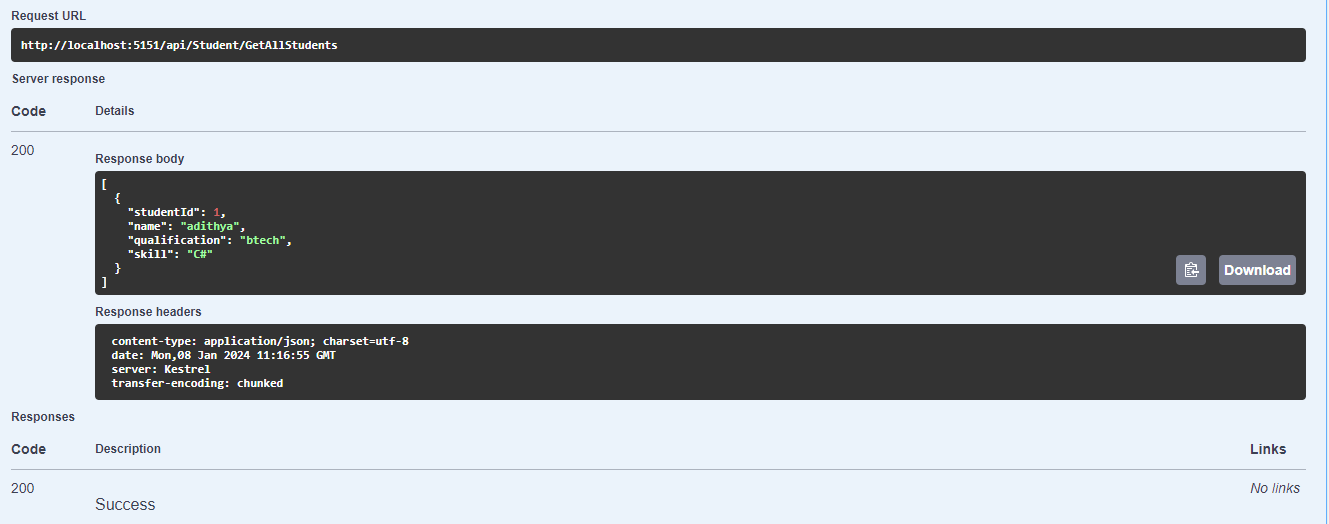 Request URL
http://localhost:5151/api/Student/GetAllStudents
Server response
Code Details
200
Response body
[
{
"studentId": 1,
"name": "adithya",
"qualification": "btech",
"skill": "C#"
}
]
Download
Response headers
content-type: application/json; charset=utf-8
date: Mon,08 Jan 2024 11:16:55 GMT
server: Kestrel
transfer-encoding: chunked
Responses
Code Description Links
200 No links
Success